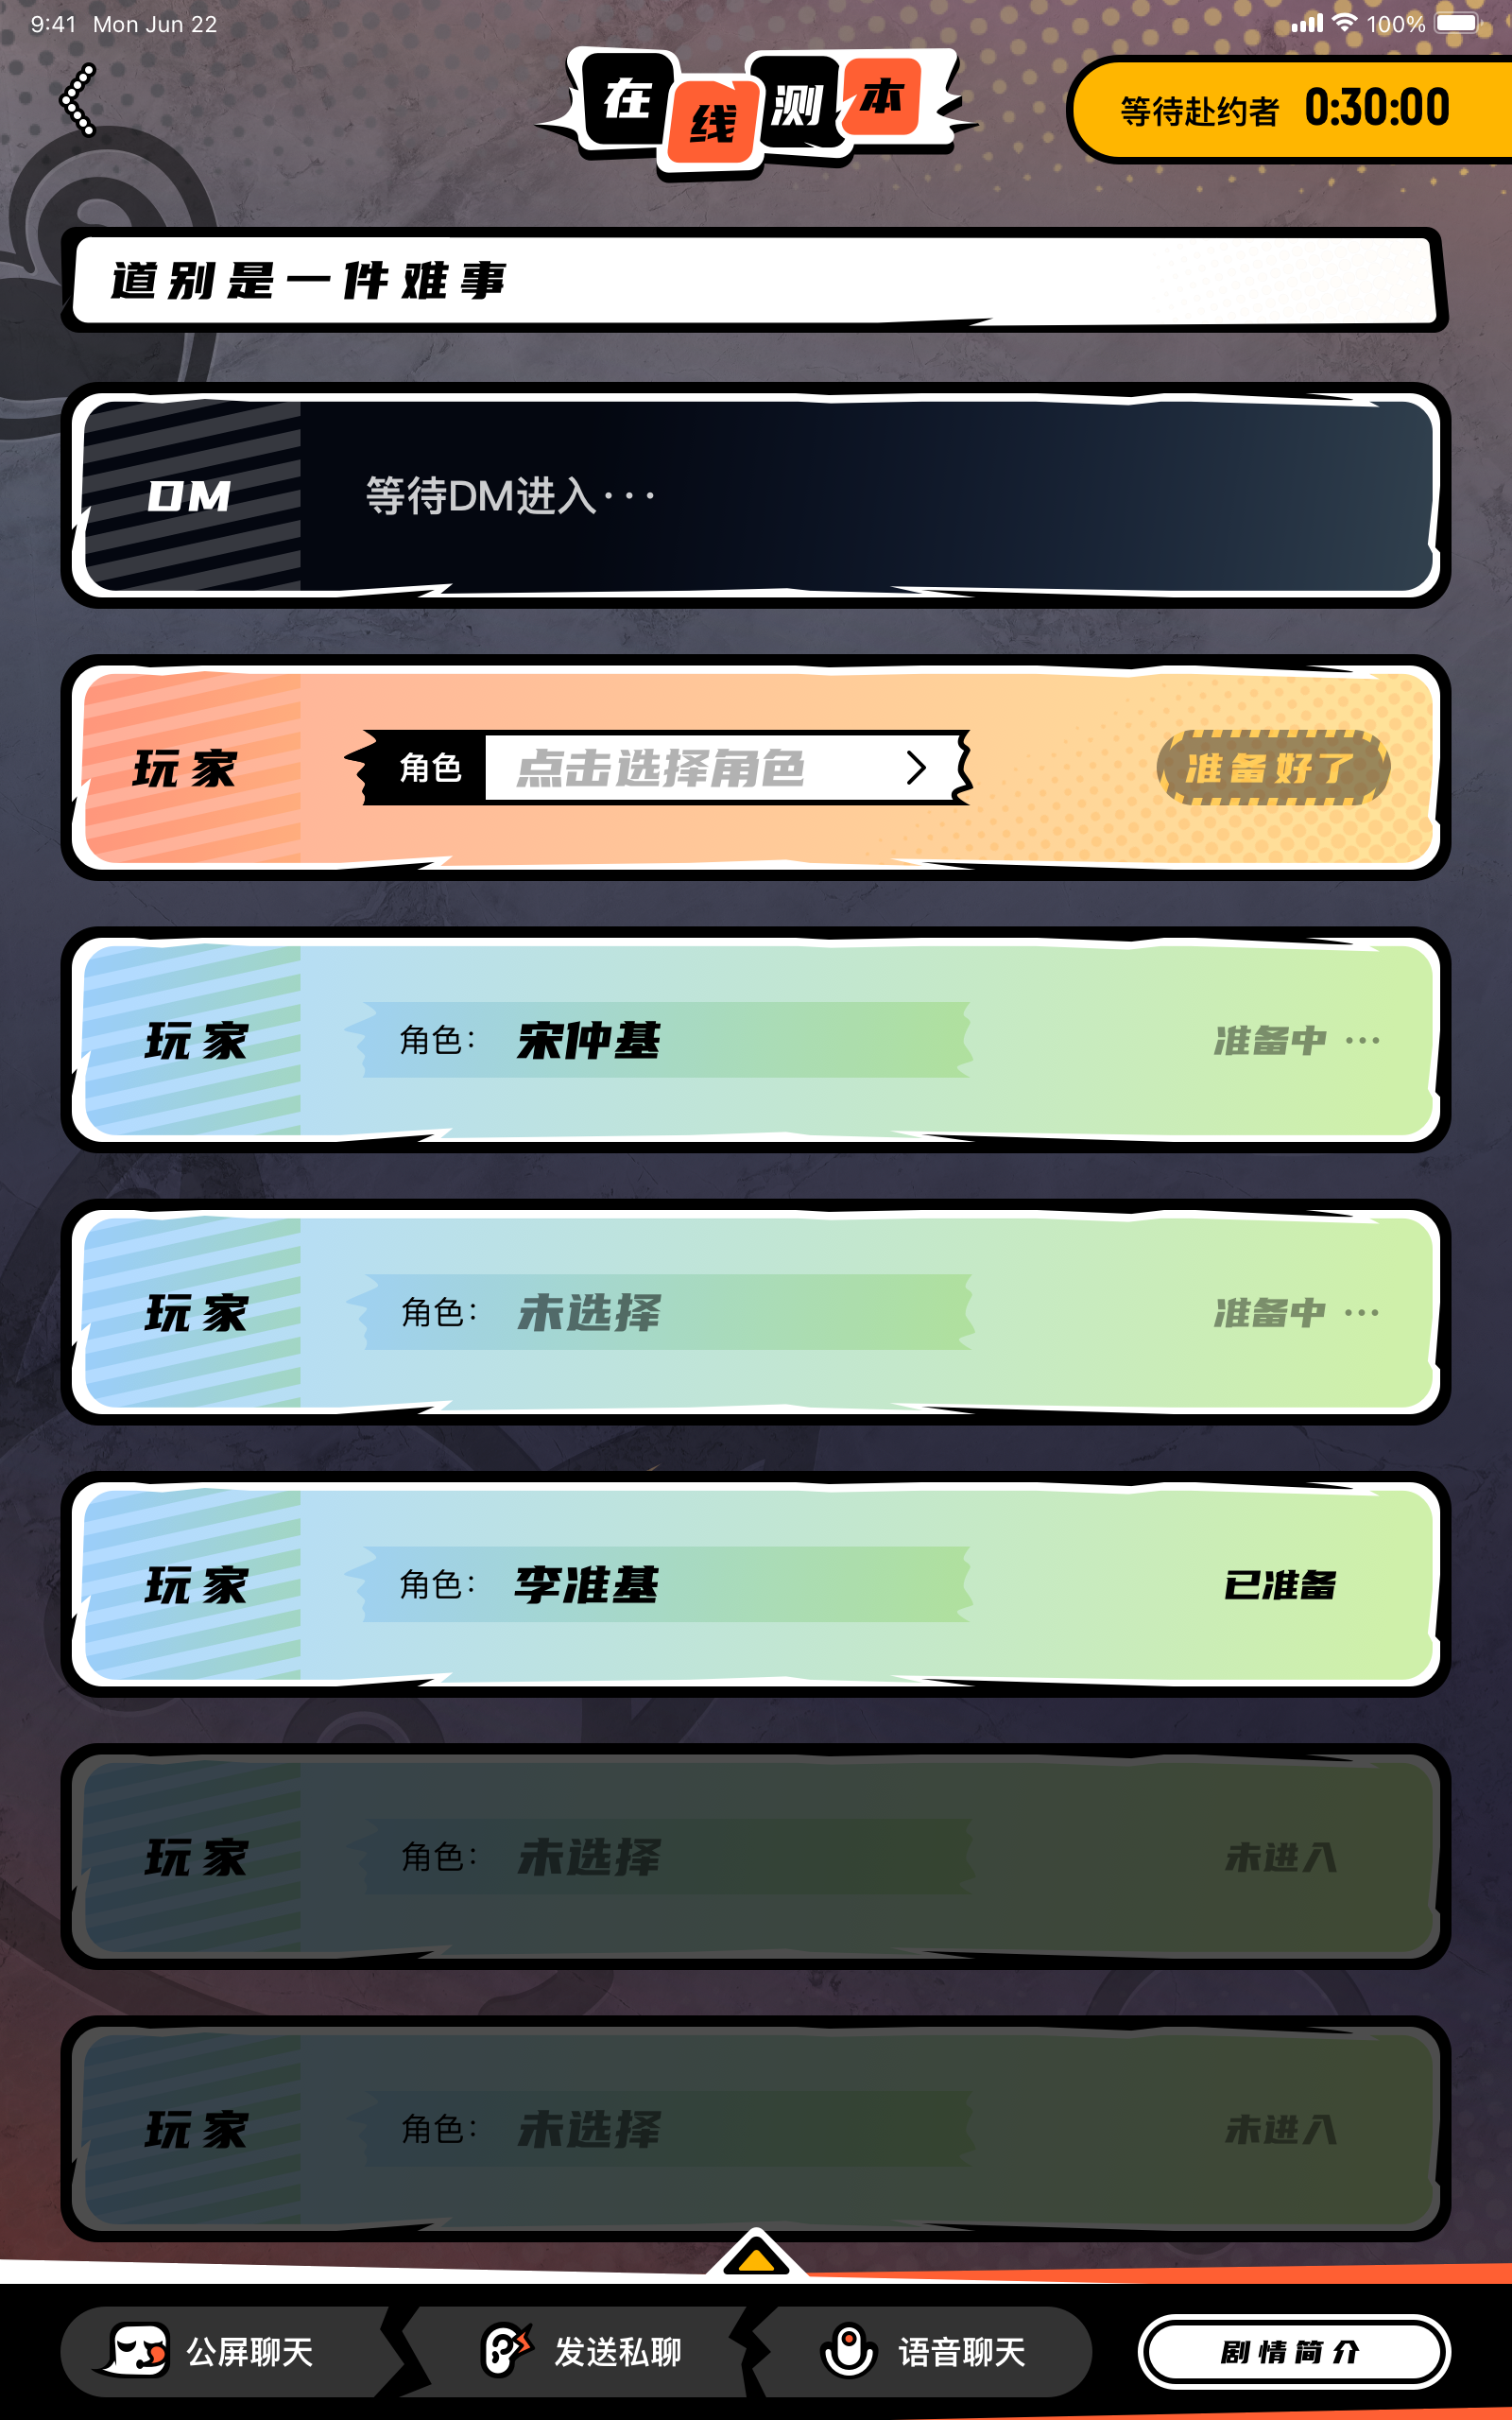 9:41 Mon Jun 22
100%
在线测本
等待赴约者 0:30:00
道别是一件难事
DM 等待DM进入···
玩家 角色 点击选择角色 准备好了
玩家 角色： 宋仲基 准备中 ···
玩家 角色： 未选择 准备中 ···
玩家 角色： 李准基 已准备
玩家 角色： 未选择 未进入
玩家 角色： 未选择 未进入
公屏聊天 发送私聊 语音聊天 剧情简介